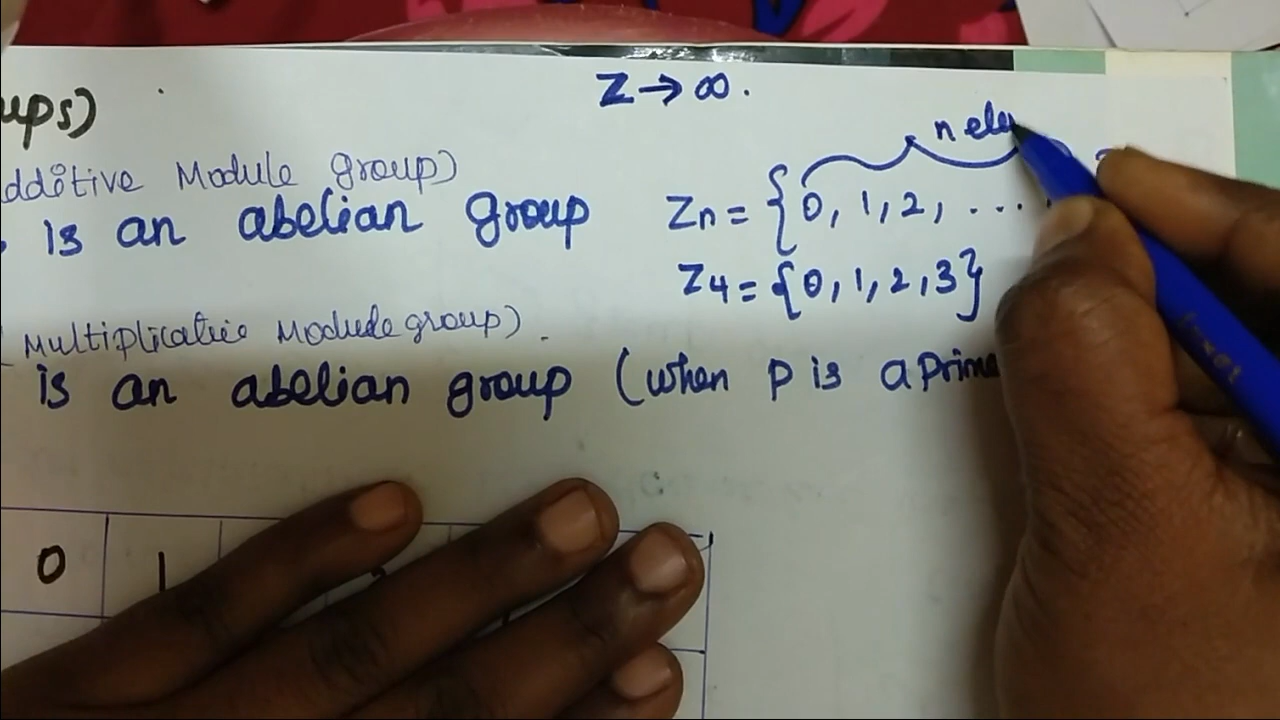 ups)
Z → ∞.
n ele
dditive Module group)
is an abelian group
Zn = {0, 1, 2, ....
Z4 = {0, 1, 2, 3}
Multiplicative Module group).
is an abelian group (when p is a prime
0 1